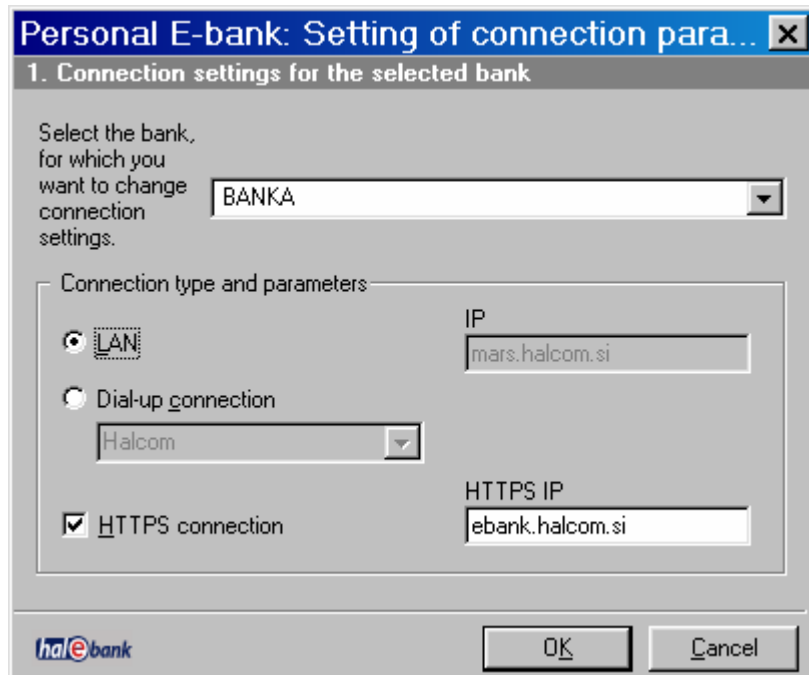 Personal E-bank: Setting of connection para...
1. Connection settings for the selected bank
Select the bank,
for which you
want to change
connection
settings.
BANKA
Connection type and parameters
LAN
IP
mars.halcom.si
Dial-up connection
Halcom
HTTPS connection
HTTPS IP
ebank.halcom.si
hal@bank
OK
Cancel